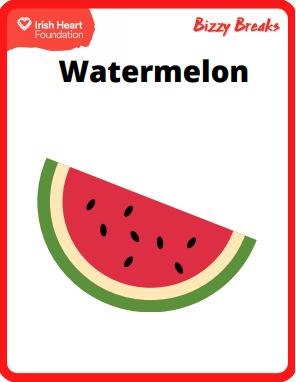 Irish Heart
Foundation
Bizzy Breaks
Watermelon